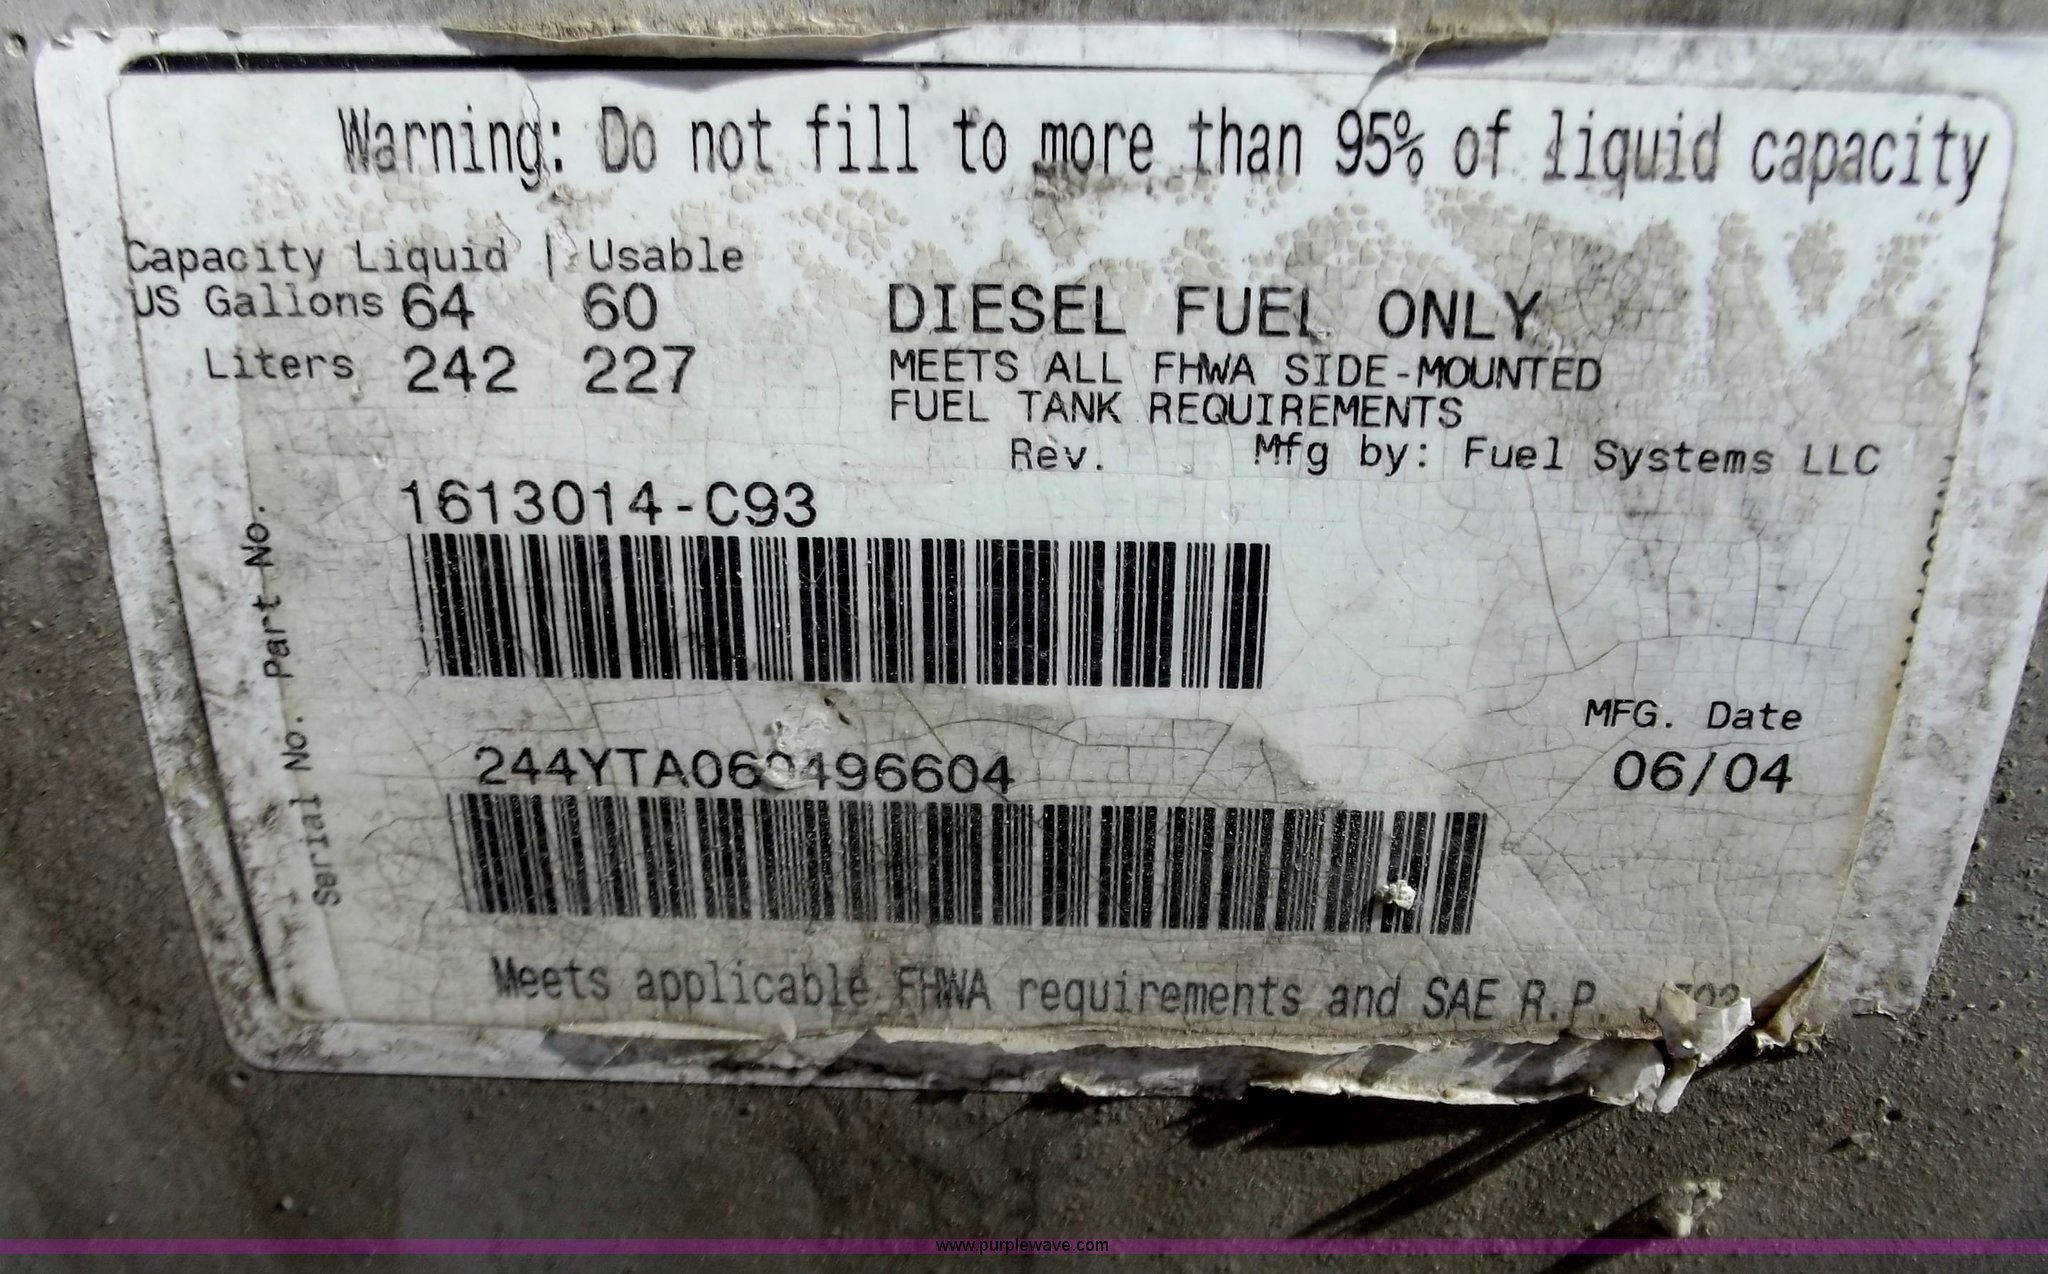 Warning: Do not fill to more than 95% of liquid capacity
Capacity Liquid | Usable
US Gallons 64 60
Liters 242 227
DIESEL FUEL ONLY
MEETS ALL FHWA SIDE-MOUNTED
FUEL TANK REQUIREMENTS
Rev. Mfg by: Fuel Systems LLC
Part No.
1613014-C93
Serial No.
244YTA060496604
MFG. Date
06/04
Meets applicable FHWA requirements and SAE R.P.
www.purplewave.com